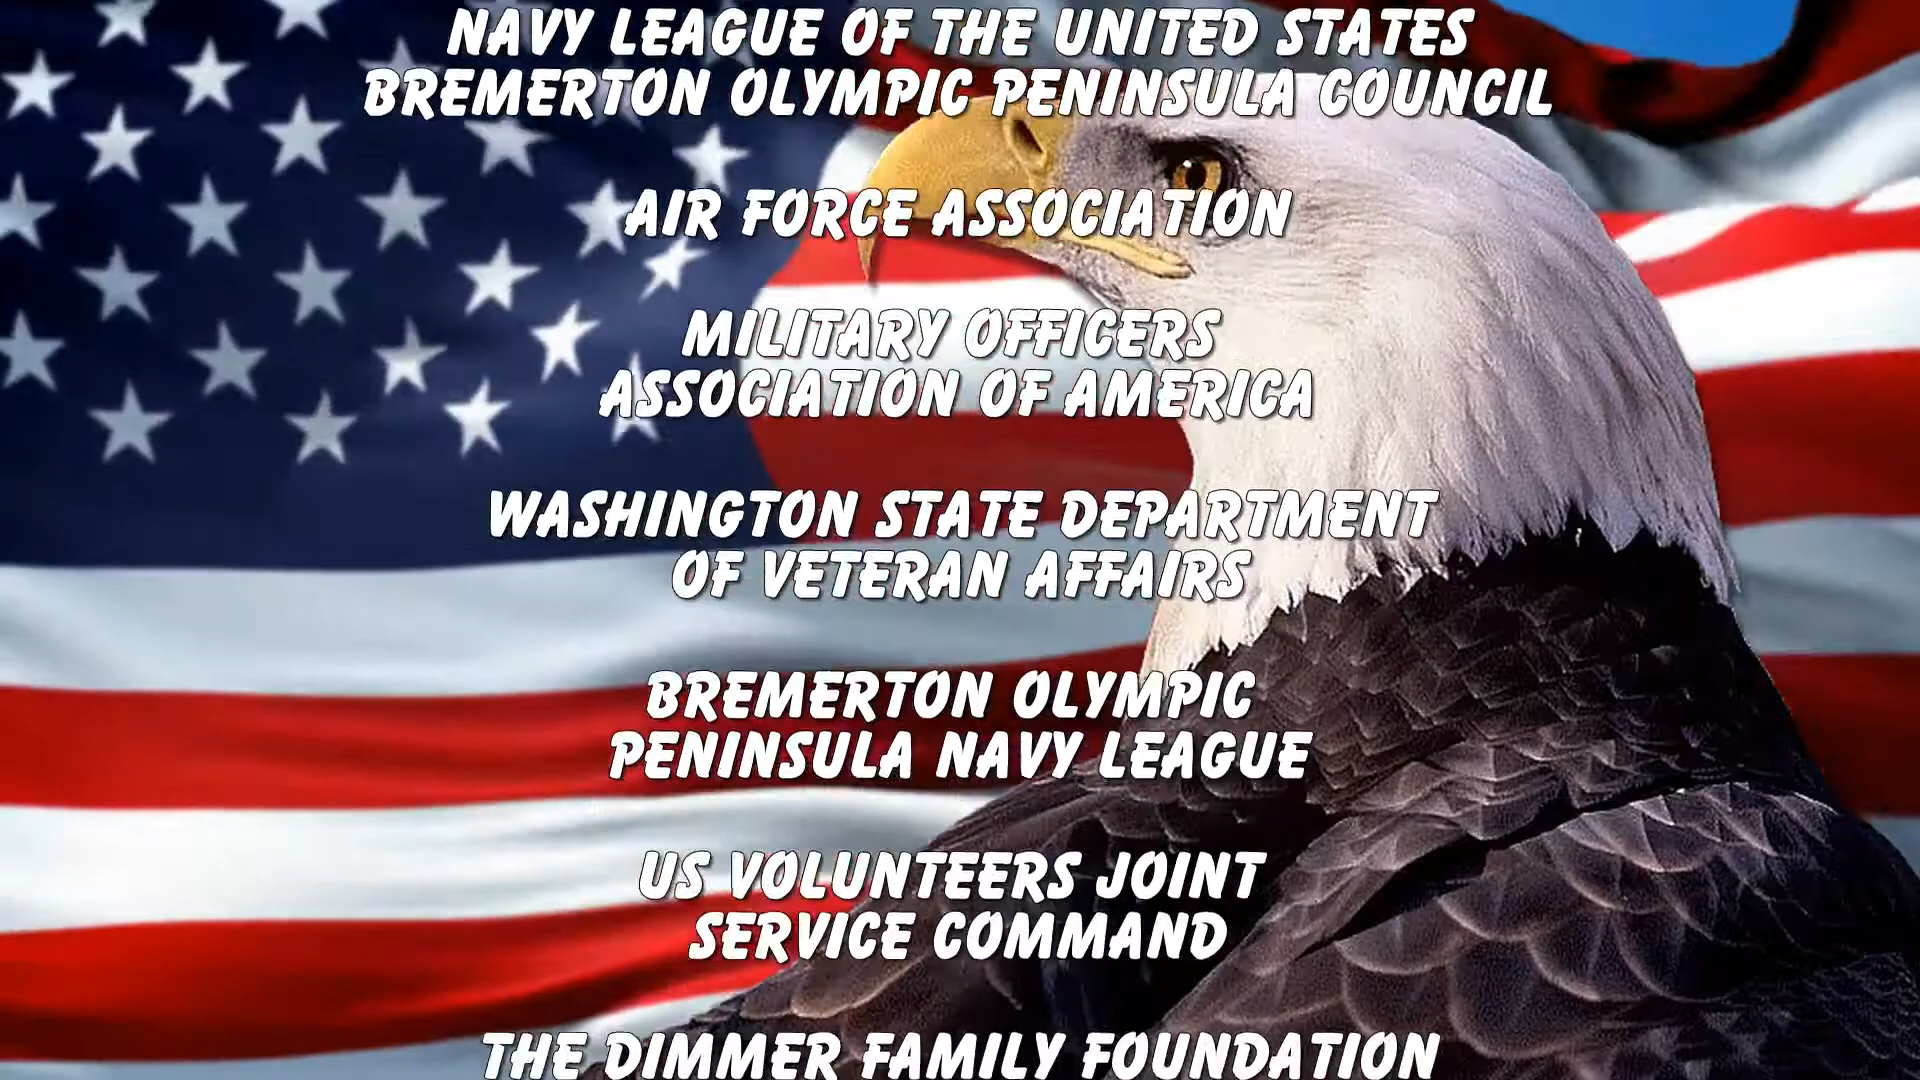 NAVY LEAGUE OF THE UNITED STATES
BREMERTON OLYMPIC PENINSULA COUNCIL
AIR FORCE ASSOCIATION
MILITARY OFFICERS
ASSOCIATION OF AMERICA
WASHINGTON STATE DEPARTMENT
OF VETERAN AFFAIRS
BREMERTON OLYMPIC
PENINSULA NAVY LEAGUE
US VOLUNTEERS JOINT
SERVICE COMMAND
THE DIMMER FAMILY FOUNDATION